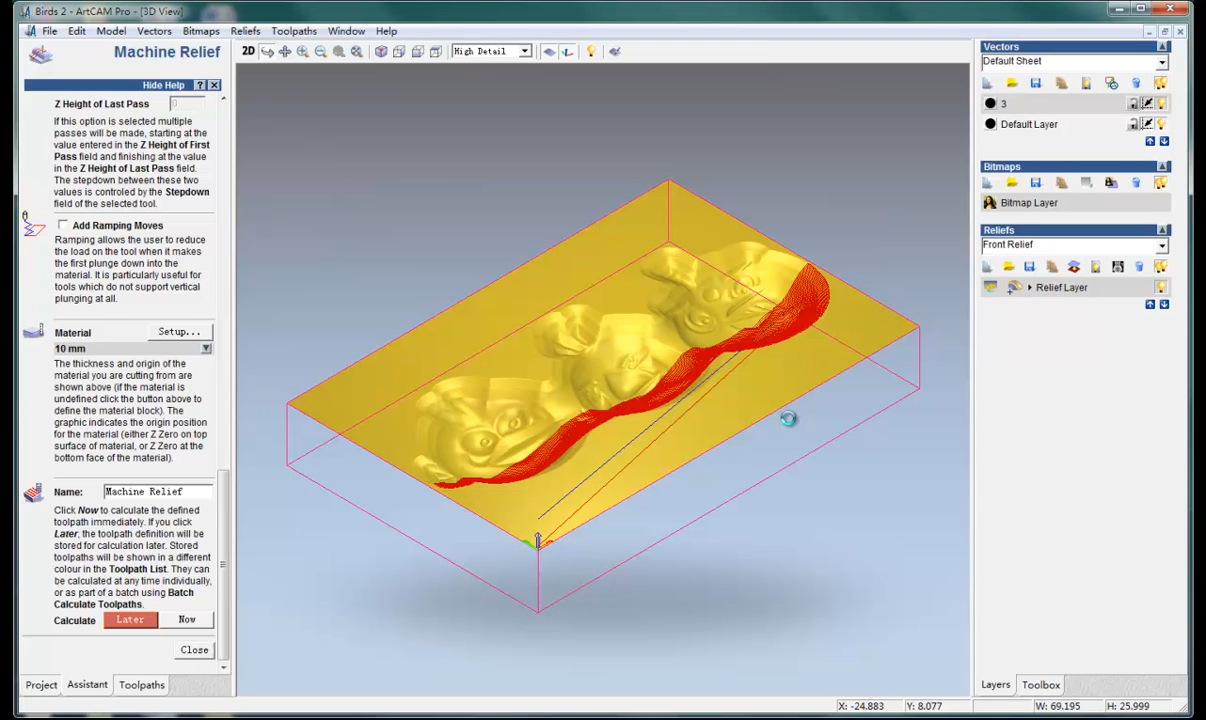 Birds 2 - ArtCAM Pro - [3D View]
File Edit Model Vectors Bitmaps Reliefs Toolpaths Window Help
Machine Relief
2D High Detail
Hide Help ? X
Z Height of Last Pass 0
If this option is selected multiple
passes will be made, starting at the
value entered in the Z Height of First
Pass field and finishing at the value
in the Z Height of Last Pass field.
The stepdown between these two
values is controled by the Stepdown
field of the selected tool.
Add Ramping Moves
Ramping allows the user to reduce
the load on the tool when it makes
the first plunge down into the
material. It is particularly useful for
tools which do not support vertical
plunging at all.
Material Setup...
10 mm
The thickness and origin of the
material you are cutting from are
shown above (if the material is
undefined click the button above to
define the material block). The
graphic indicates the origin position
for the material (either Z Zero on top
surface of material, or Z Zero at the
bottom face of the material).
Name: Machine Relief
Click Now to calculate the defined
toolpath immediately. If you click
Later, the toolpath definition will be
stored for calculation later. Stored
toolpaths will be shown in a different
colour in the Toolpath List. They can
be calculated at any time individually,
or as part of a batch using Batch
Calculate Toolpaths.
Calculate Later Now
Close
Project Assistant Toolpaths
Vectors
Default Sheet
3
Default Layer
Bitmaps
Bitmap Layer
Reliefs
Front Relief
Relief Layer
Layers Toolbox
X: -24.883 Y: 8.077 W: 69.195 H: 25.999